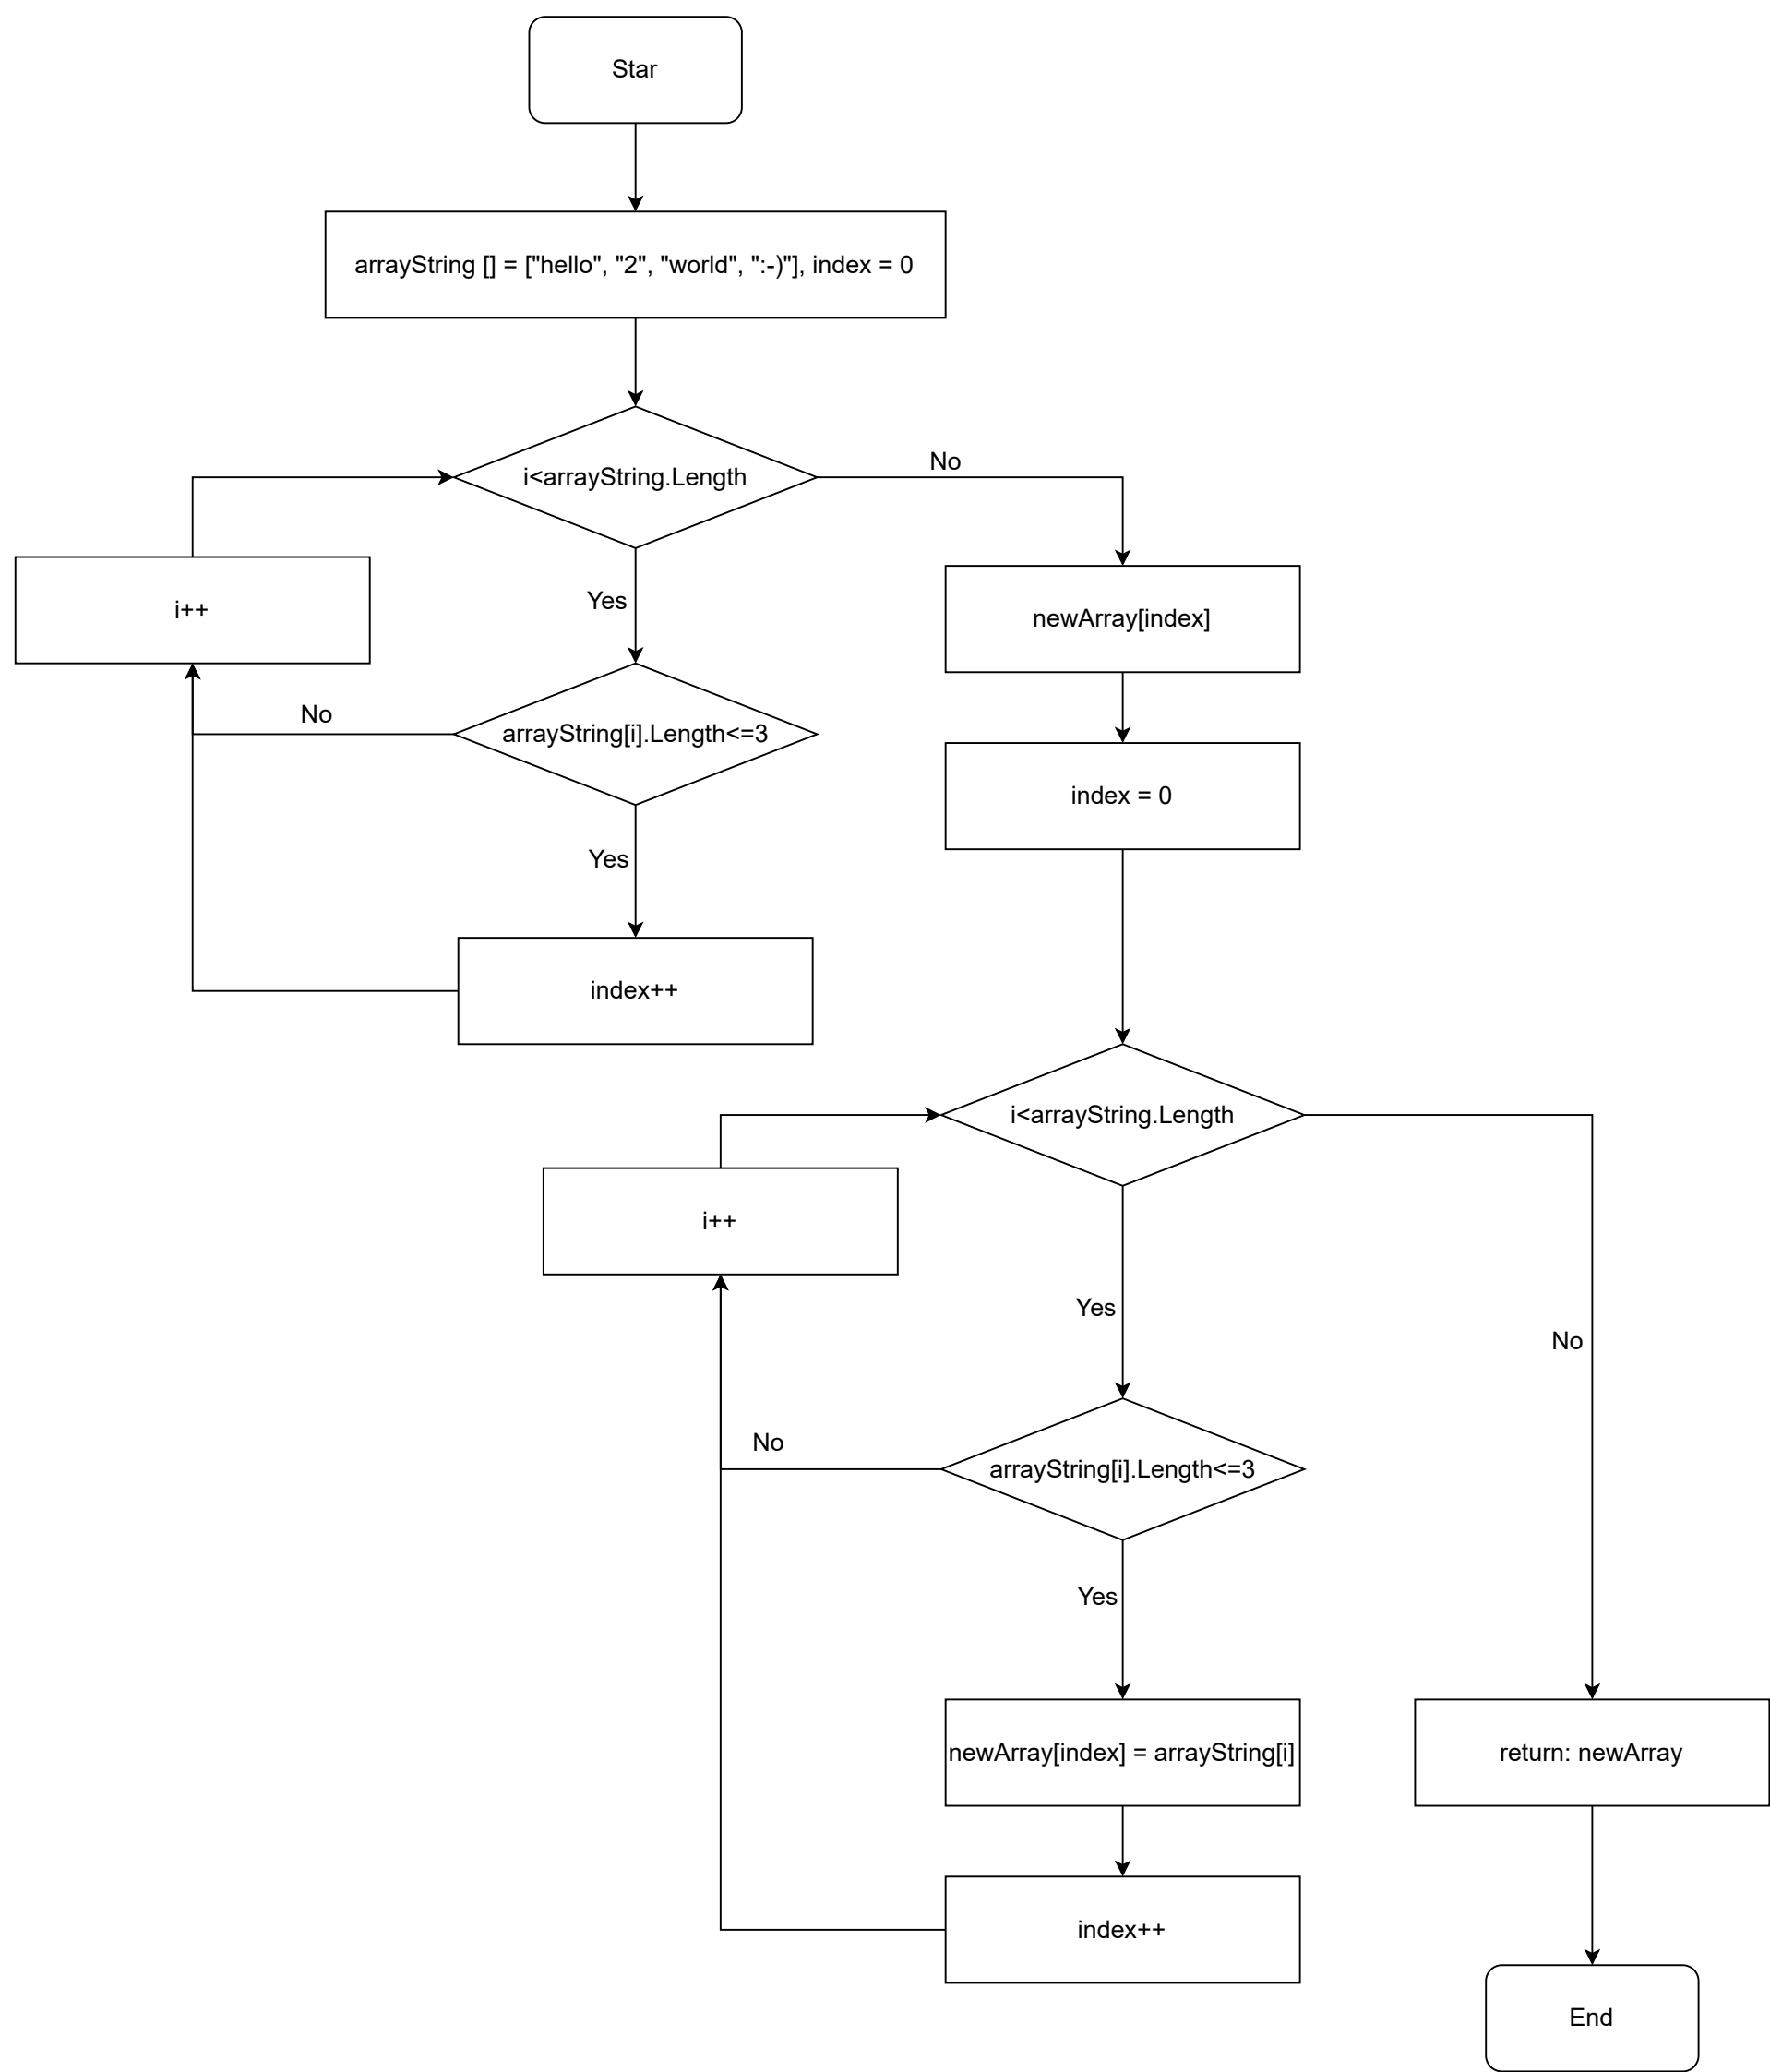 Star
arrayString [] = ["hello", "2", "world", ":-)"], index = 0
i<arrayString.Length
No
i++
Yes
newArray[index]
No
arrayString[i].Length<=3
index = 0
Yes
index++
i<arrayString.Length
i++
Yes
No
No
arrayString[i].Length<=3
Yes
newArray[index] = arrayString[i]
return: newArray
index++
End